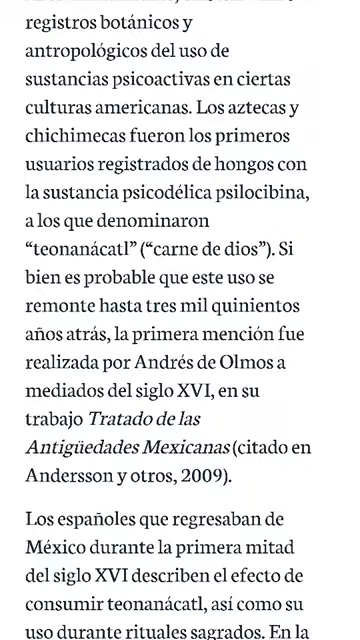 registros botánicos y
antropológicos del uso de
sustancias psicoactivas en ciertas
culturas americanas. Los aztecas y
chichimecas fueron los primeros
usuarios registrados de hongos con
la sustancia psicodélica psilocibina,
a los que denominaron
“teonanácatl” (“carne de dios”). Si
bien es probable que este uso se
remonte hasta tres mil quinientos
años atrás, la primera mención fue
realizada por Andrés de Olmos a
mediados del siglo XVI, en su
trabajo Tratado de las
Antigüedades Mexicanas (citado en
Andersson y otros, 2009).
Los españoles que regresaban de
México durante la primera mitad
del siglo XVI describen el efecto de
consumir teonanácatl, así como su
uso durante rituales sagrados. En la